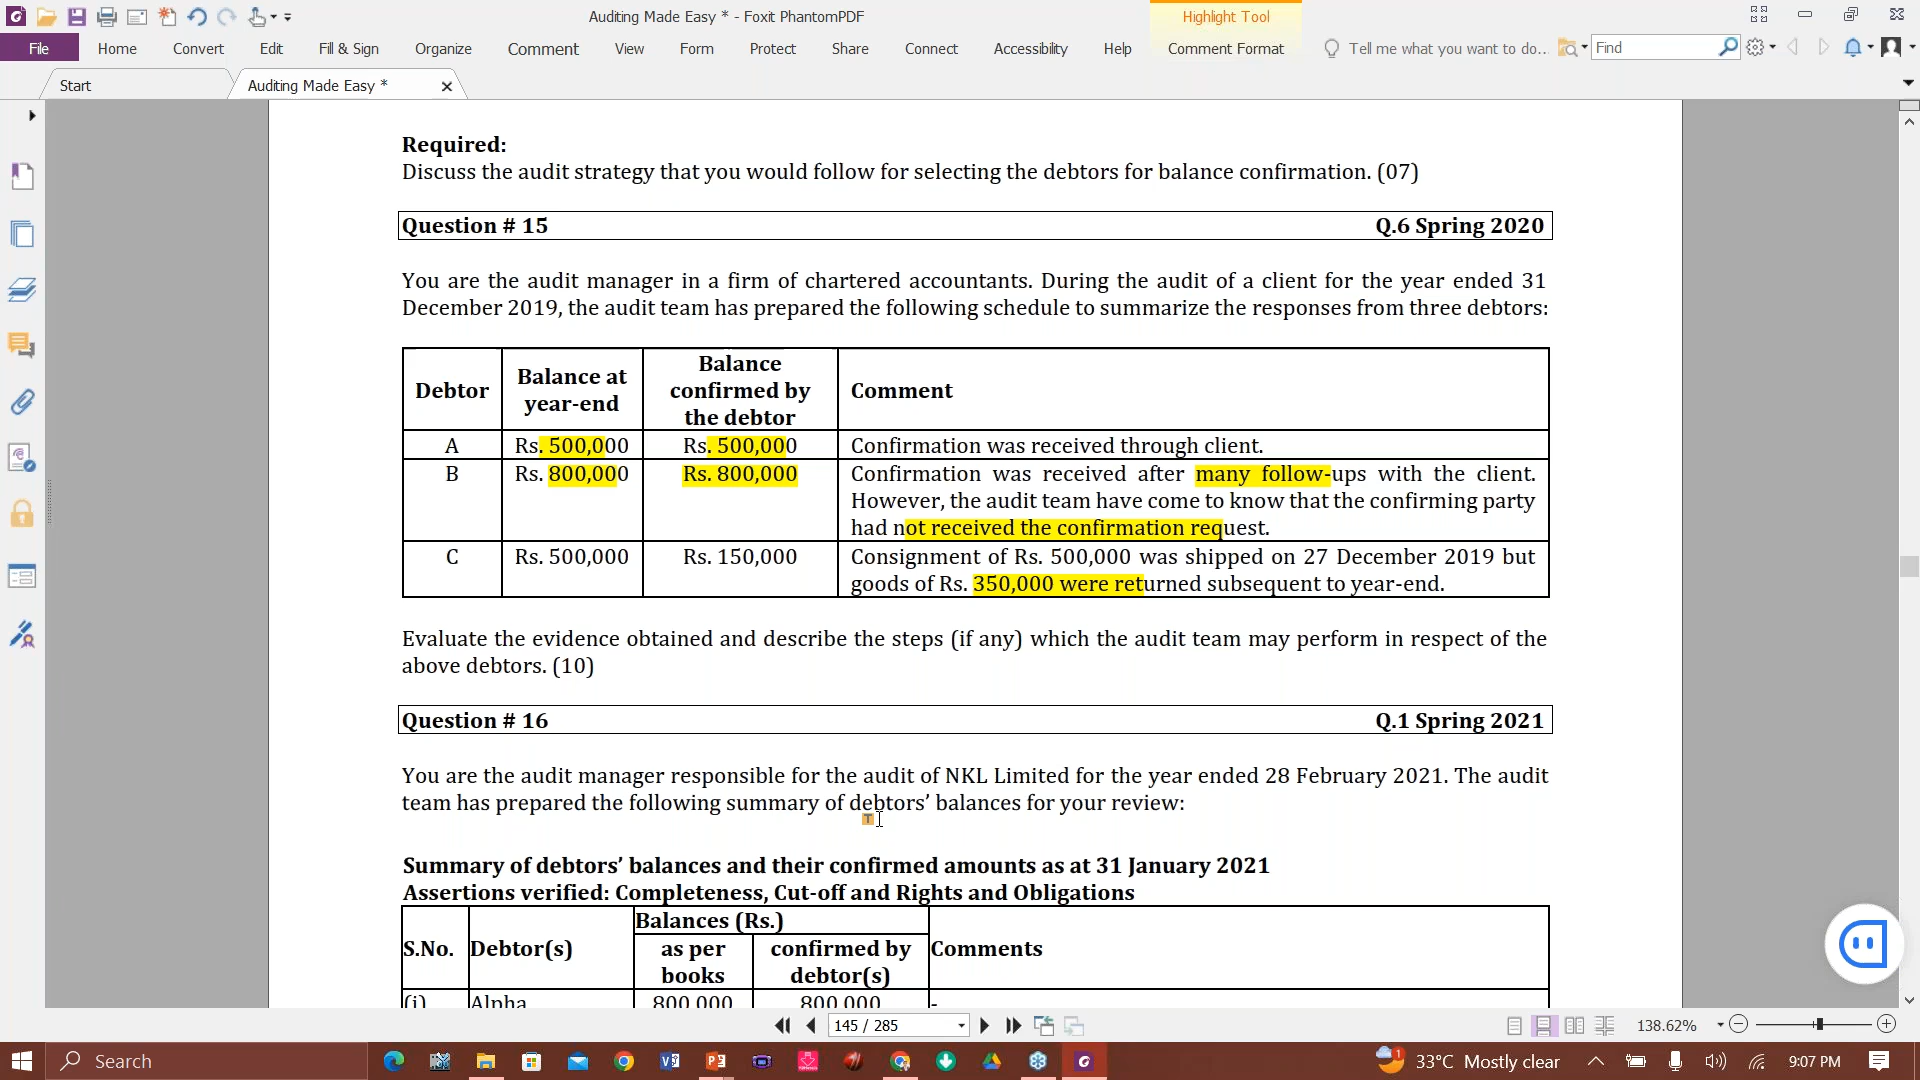 Auditing Made Easy * - Foxit PhantomPDF
Highlight Tool
File Home Convert Edit Fill & Sign Organize Comment View Form Protect Share Connect Accessibility Help Comment Format Tell me what you want to do... Find
Start
Auditing Made Easy *
Required:
Discuss the audit strategy that you would follow for selecting the debtors for balance confirmation. (07)
Question # 15 Q.6 Spring 2020
You are the audit manager in a firm of chartered accountants. During the audit of a client for the year ended 31
December 2019, the audit team has prepared the following schedule to summarize the responses from three debtors:
Debtor
Balance at
year-end
Balance
confirmed by
the debtor
Comment
A Rs. 500,000 Rs. 500,000 Confirmation was received through client.
B Rs. 800,000 Rs. 800,000 Confirmation was received after many follow-ups with the client.
However, the audit team have come to know that the confirming party
had not received the confirmation request.
C Rs. 500,000 Rs. 150,000 Consignment of Rs. 500,000 was shipped on 27 December 2019 but
goods of Rs. 350,000 were returned subsequent to year-end.
Evaluate the evidence obtained and describe the steps (if any) which the audit team may perform in respect of the
above debtors. (10)
Question # 16 Q.1 Spring 2021
You are the audit manager responsible for the audit of NKL Limited for the year ended 28 February 2021. The audit
team has prepared the following summary of debtors’ balances for your review:
Summary of debtors’ balances and their confirmed amounts as at 31 January 2021
Assertions verified: Completeness, Cut-off and Rights and Obligations
S.No. Debtor(s)
Balances (Rs.)
as per
books
confirmed by
debtor(s)
Comments
(i) Alpha 800,000 800,000 -
145 / 285
138.62%
Search
33°C Mostly clear
9:07 PM